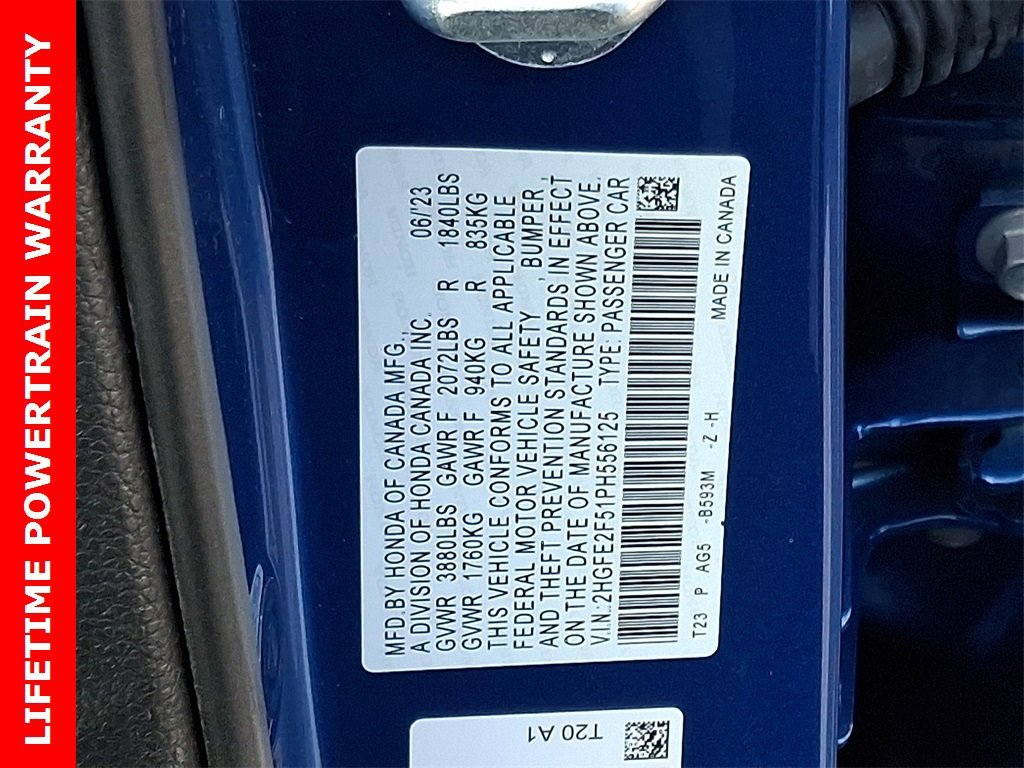 LIFETIME POWERTRAIN WARRANTY
MFD.BY HONDA OF CANADA MFG., 06/'23
A DIVISION OF HONDA CANADA INC.
GVWR 3880LBS GAWR F 2072LBS R 1840LBS
GVWR 1760KG GAWR F 940KG R 835KG
THIS VEHICLE CONFORMS TO ALL APPLICABLE
FEDERAL MOTOR VEHICLE SAFETY , BUMPER ,
AND THEFT PREVENTION STANDARDS IN EFFECT
ON THE DATE OF MANUFACTURE SHOWN ABOVE.
V.I.N.:2HGFE2F51PH556125 TYPE: PASSENGER CAR
T23 P AG5 -B593M -Z -H MADE IN CANADA
T20 A1